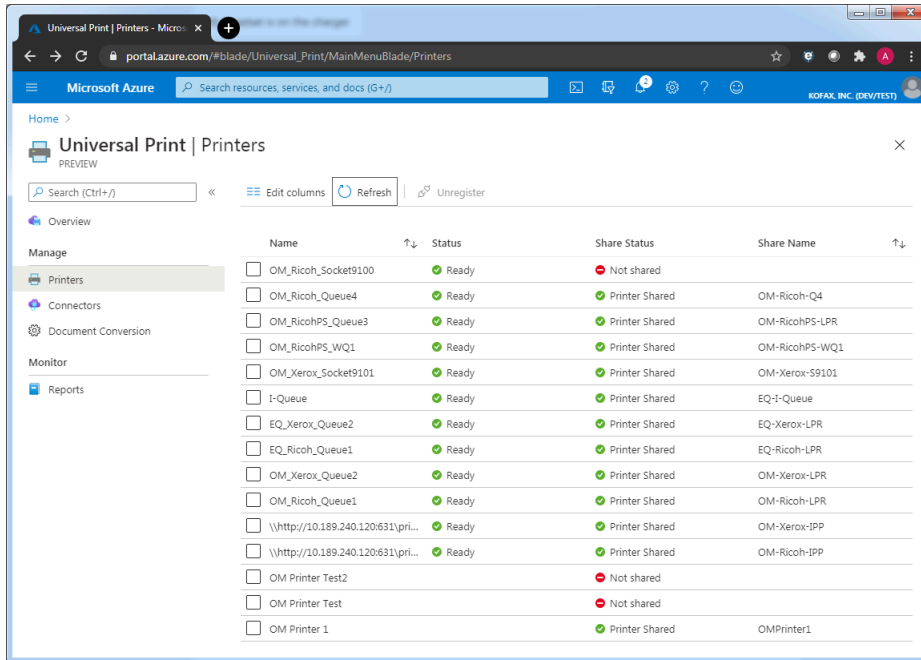 Universal Print | Printers - Micros
portal.azure.com/#blade/Universal_Print/MainMenuBlade/Printers
A
Microsoft Azure
Search resources, services, and docs (G+/)
2
KOFAX, INC. (DEV/TEST)
Home >
Universal Print | Printers
PREVIEW
Search (Ctrl+/)
«
Edit columns
Refresh
Unregister
Overview
Manage
Printers
Connectors
Document Conversion
Monitor
Reports
Name Status Share Status Share Name
OM_Ricoh_Socket9100 Ready Not shared
OM_Ricoh_Queue4 Ready Printer Shared OM-Ricoh-Q4
OM_RicohPS_Queue3 Ready Printer Shared OM-RicohPS-LPR
OM_RicohPS_WQ1 Ready Printer Shared OM-RicohPS-WQ1
OM_Xerox_Socket9101 Ready Printer Shared OM-Xerox-S9101
I-Queue Ready Printer Shared EQ-I-Queue
EQ_Xerox_Queue2 Ready Printer Shared EQ-Xerox-LPR
EQ_Ricoh_Queue1 Ready Printer Shared EQ-Ricoh-LPR
OM_Xerox_Queue2 Ready Printer Shared OM-Xerox-LPR
OM_Ricoh_Queue1 Ready Printer Shared OM-Ricoh-LPR
\\http://10.189.240.120:631\pri... Ready Printer Shared OM-Xerox-IPP
\\http://10.189.240.120:631\pri... Ready Printer Shared OM-Ricoh-IPP
OM Printer Test2 Not shared
OM Printer Test Not shared
OM Printer 1 Printer Shared OMPrinter1